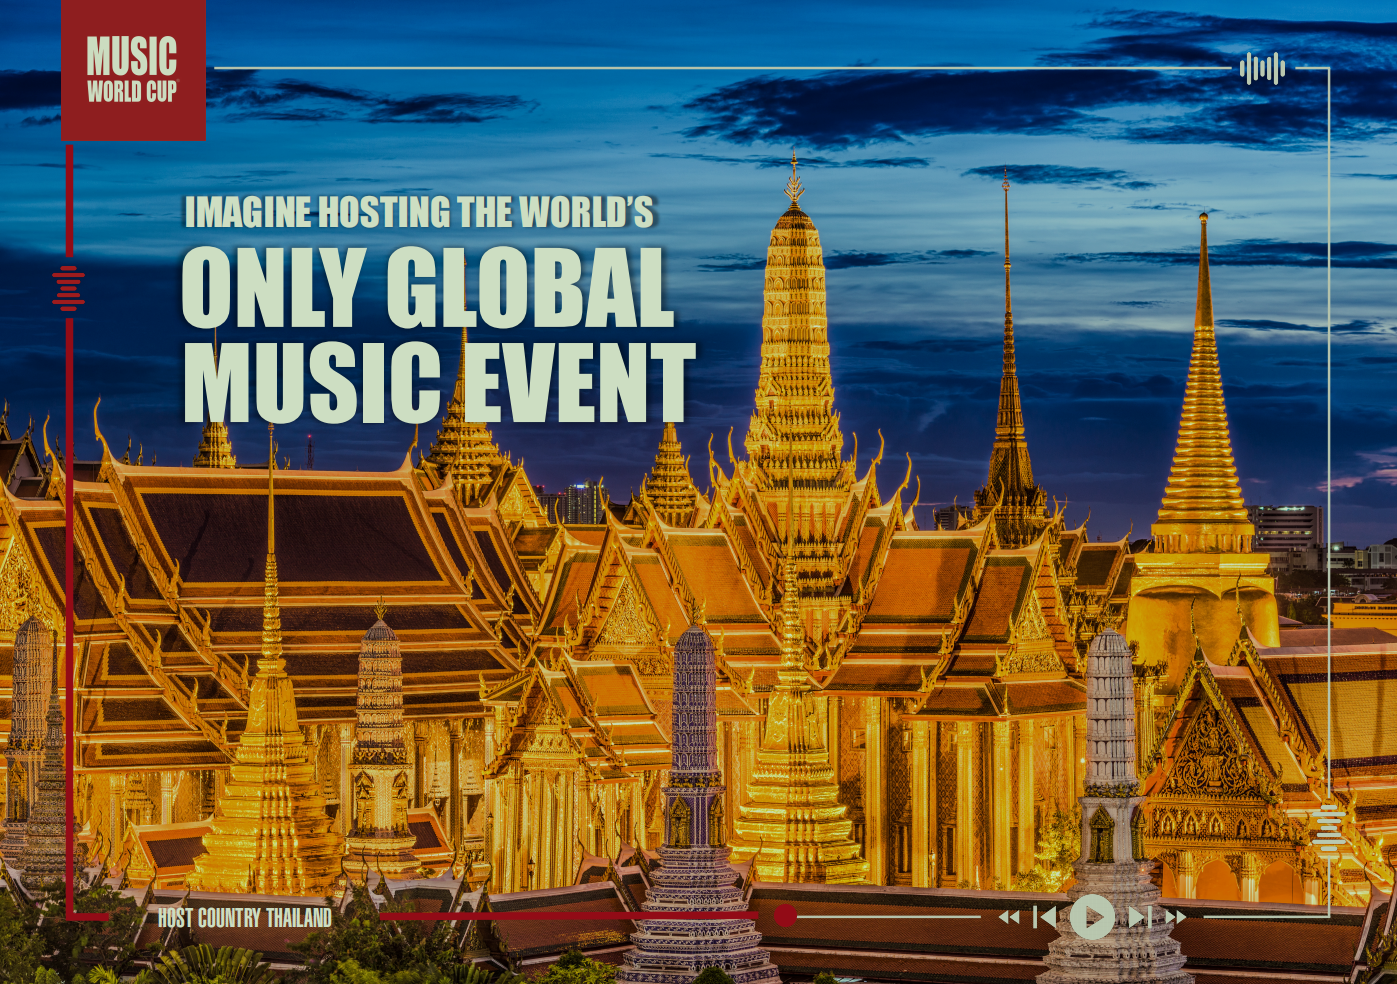 MUSIC
WORLD CUP
IMAGINE HOSTING THE WORLD'S
ONLY GLOBAL
MUSIC EVENT
HOST COUNTRY THAILAND